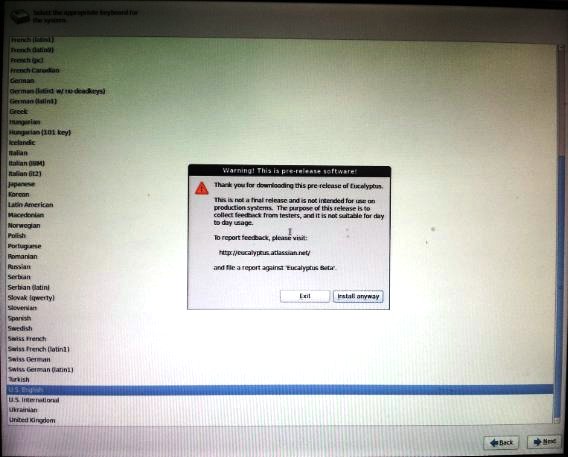 Select the appropriate keyboard for
the system.
French (latin1)
French (latin9)
French (pc)
French Canadian
German
German (latin1 w/ no deadkeys)
German (latin1)
Greek
Hungarian
Hungarian (101 key)
Icelandic
Italian
Italian (IBM)
Italian (it2)
Japanese
Korean
Latin American
Macedonian
Norwegian
Polish
Portuguese
Romanian
Russian
Serbian
Serbian (latin)
Slovak (qwerty)
Slovenian
Spanish
Swedish
Swiss French
Swiss French (latin1)
Swiss German
Swiss German (latin1)
Turkish
U.S. English
U.S. International
Ukrainian
United Kingdom
Warning! This is pre-release software!
Thank you for downloading this pre-release of Eucalyptus.
This is not a final release and is not intended for use on
production systems. The purpose of this release is to
collect feedback from testers, and it is not suitable for day
to day usage.
To report feedback, please visit:
http://eucalyptus.atlassian.net/
and file a report against 'Eucalyptus Beta'.
Exit
Install anyway
Back
Next